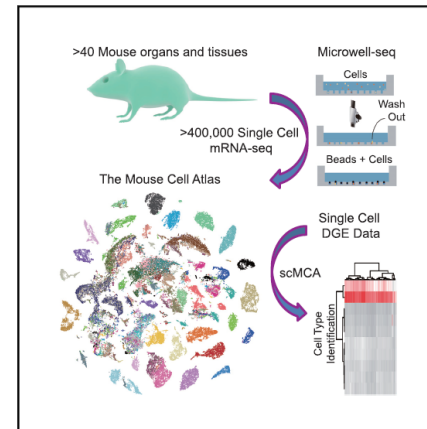 >40 Mouse organs and tissues
Microwell-seq
Cells
Wash
Out
>400,000 Single Cell
mRNA-seq
Beads + Cells
The Mouse Cell Atlas
Single Cell
DGE Data
scMCA
Cell Type
Identification